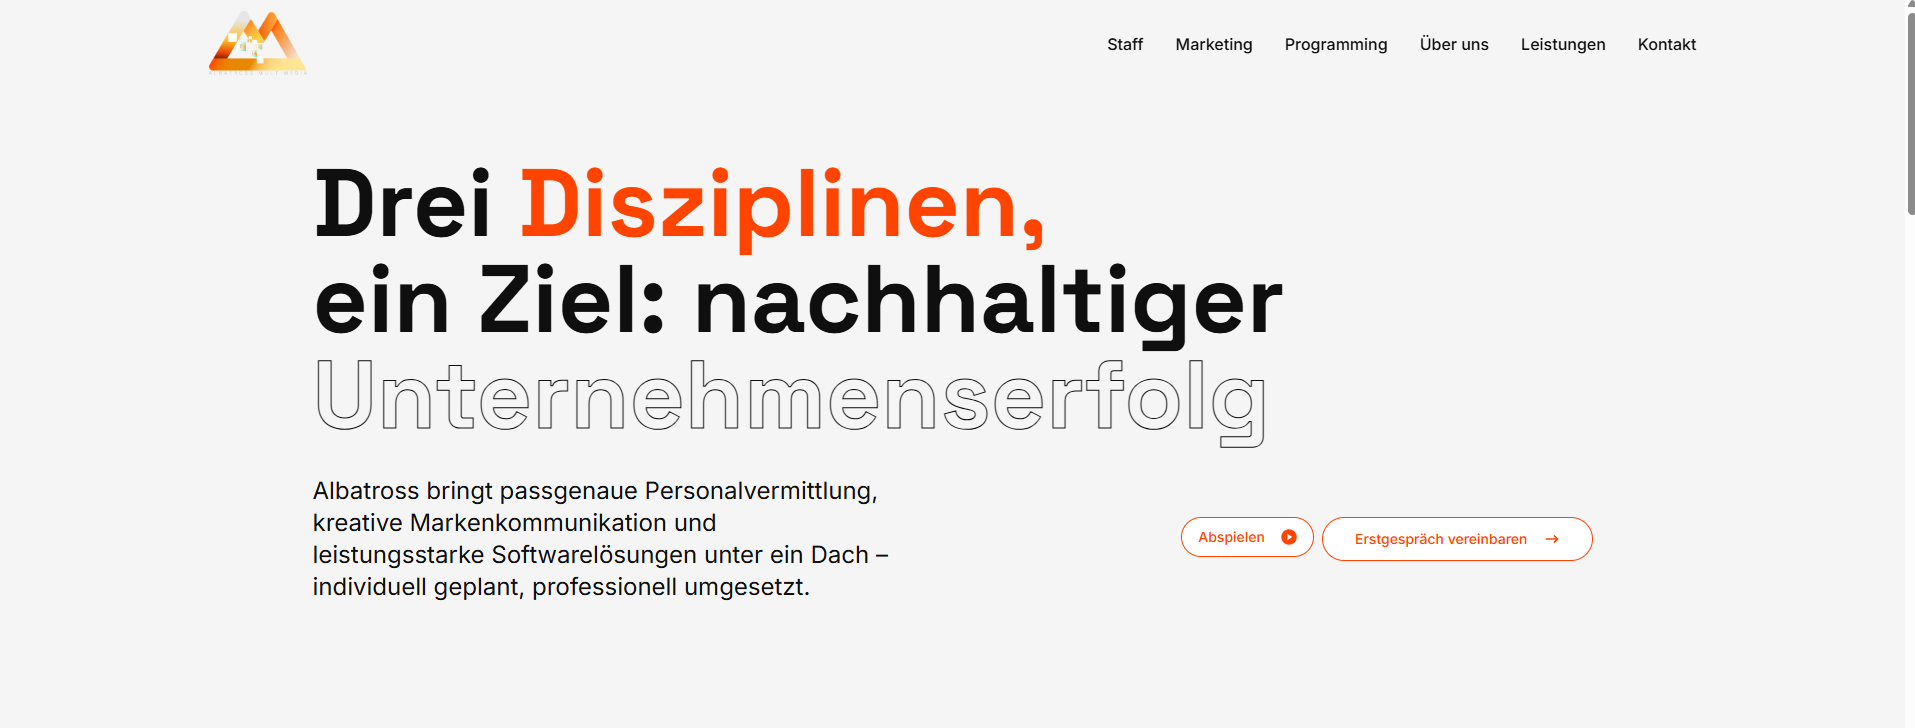 Staff Marketing Programming Über uns Leistungen Kontakt
Drei Disziplinen,
ein Ziel: nachhaltiger
Unternehmenserfolg
Albatross bringt passgenaue Personalvermittlung,
kreative Markenkommunikation und
leistungsstarke Softwarelösungen unter ein Dach –
individuell geplant, professionell umgesetzt.
Abspielen
Erstgespräch vereinbaren →